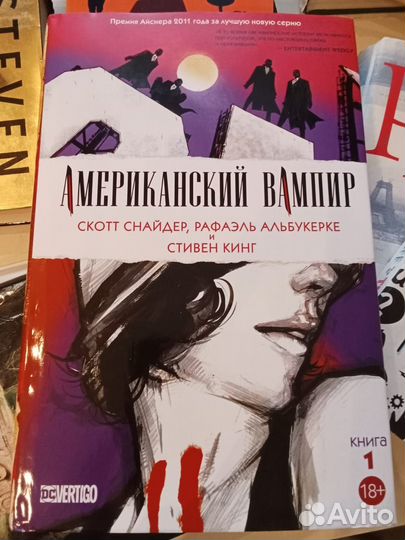 Премия Айснера 2011 года за лучшую новую серию
ENTERTAINMENT WEEKLY
STEVEN
АМЕРИКАНСКИЙ ВАМПИР
СКОТТ СНАЙДЕР, РАФАЭЛЬ АЛЬБУКЕРКЕ
И
СТИВЕН КИНГ
КНИГА
1
18+
DC VERTIGO
Avito